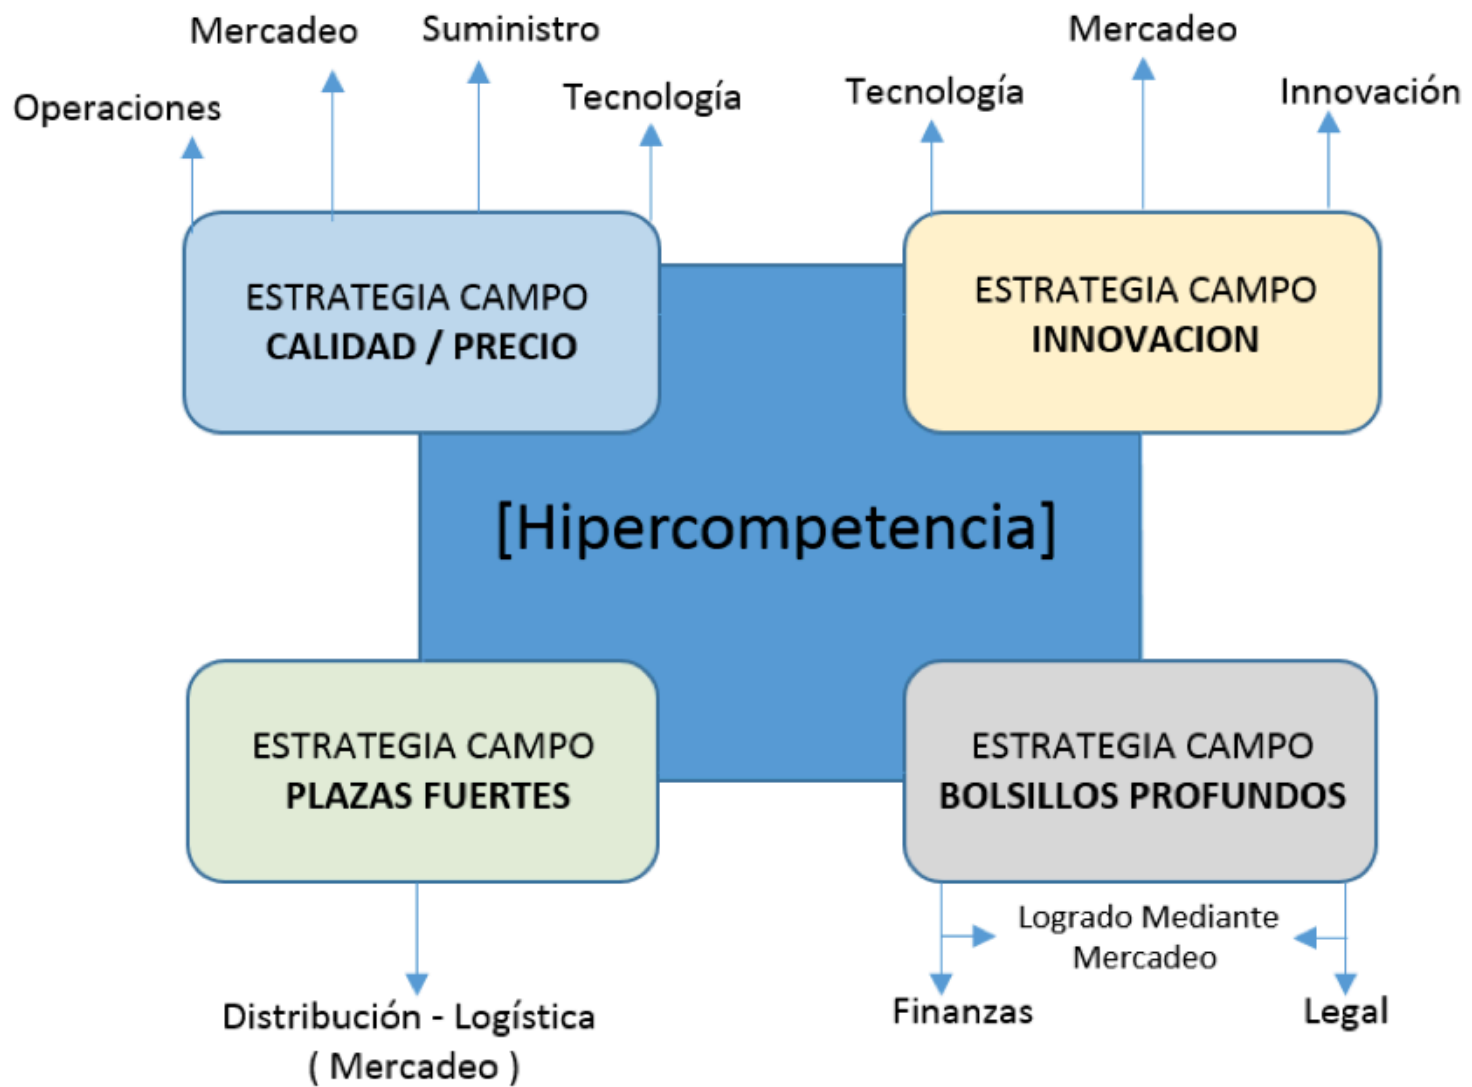 Mercadeo
Suministro
Operaciones
Tecnología
Tecnología
Mercadeo
Innovación
ESTRATEGIA CAMPO
CALIDAD / PRECIO
ESTRATEGIA CAMPO
INNOVACION
[Hipercompetencia]
ESTRATEGIA CAMPO
PLAZAS FUERTES
ESTRATEGIA CAMPO
BOLSILLOS PROFUNDOS
Distribución - Logística
( Mercadeo )
Logrado Mediante
Mercadeo
Finanzas
Legal